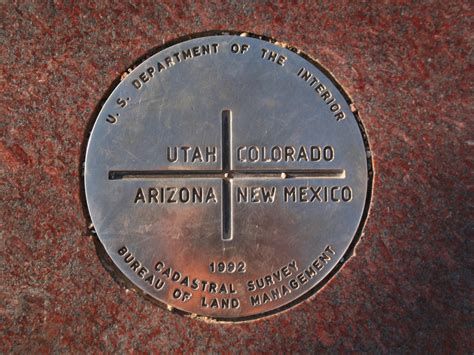 U.S. DEPARTMENT OF THE INTERIOR
UTAH COLORADO
ARIZONA NEW MEXICO
1992
CADASTRAL SURVEY
BUREAU OF LAND MANAGEMENT